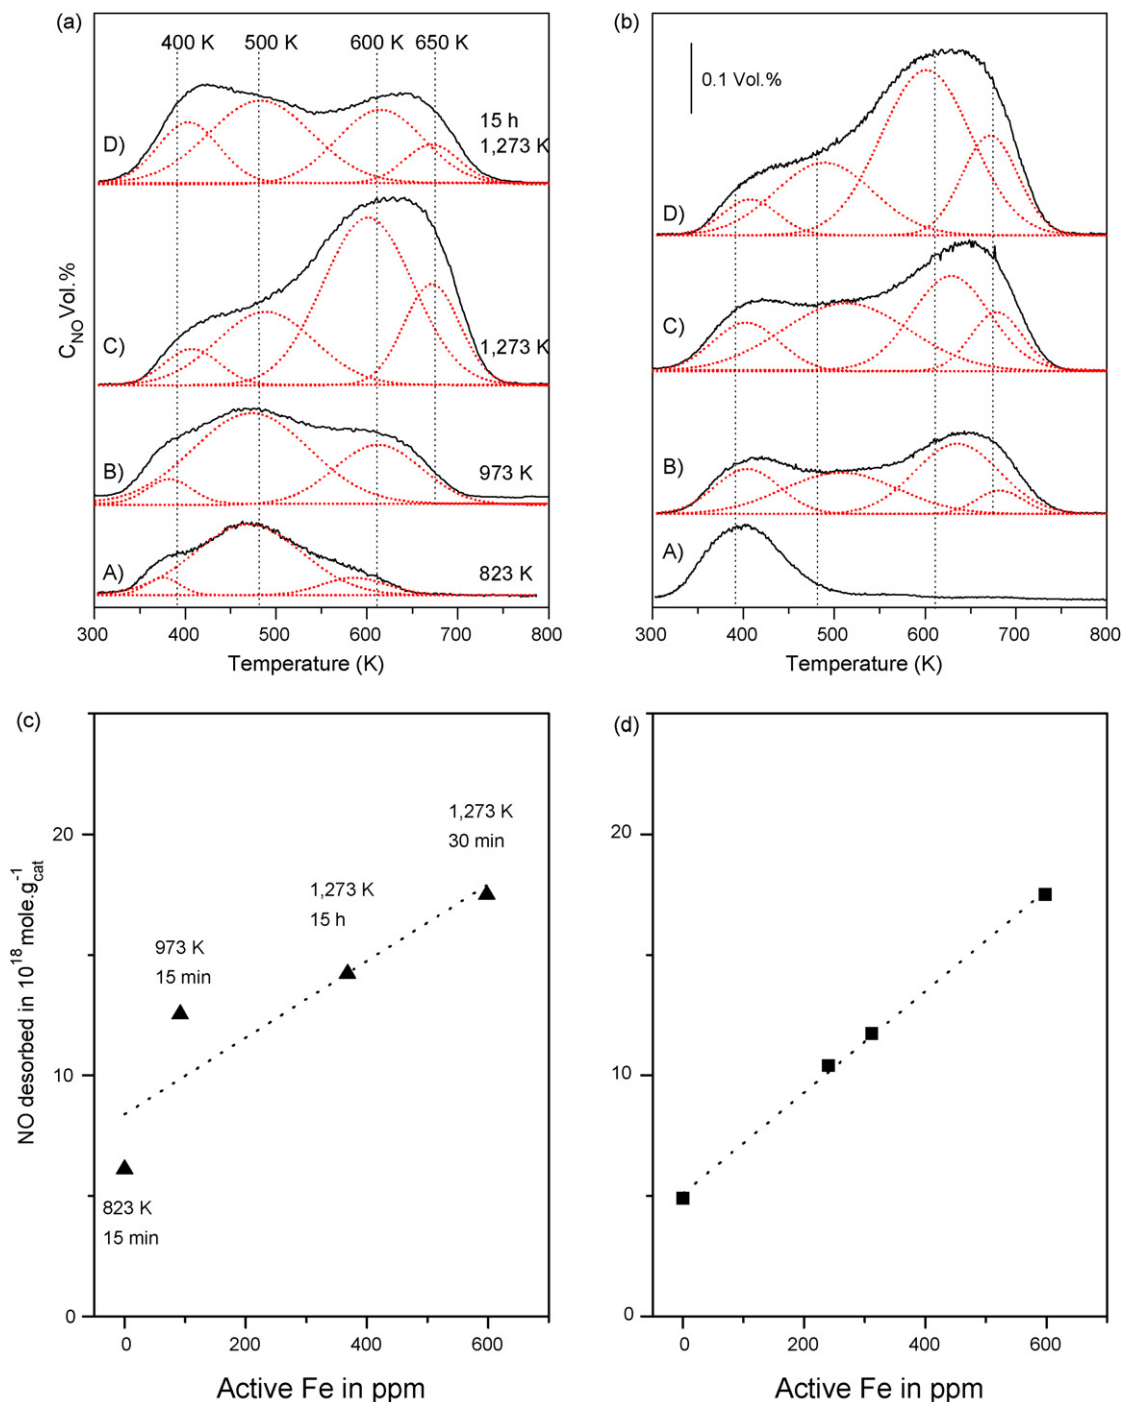 (a)
400 K 500 K 600 K 650 K
15 h
1,273 K
D)
C)
1,273 K
B)
973 K
A)
823 K
C_NO Vol.%
300 400 500 600 700 800
Temperature (K)
(b)
0.1 Vol.%
D)
C)
B)
A)
300 400 500 600 700 800
Temperature (K)
(c)
1,273 K
30 min
1,273 K
15 h
973 K
15 min
823 K
15 min
20
10
0
NO desorbed in 10^18 mole.g_cat^-1
0 200 400 600
Active Fe in ppm
(d)
20
10
0
0 200 400 600
Active Fe in ppm